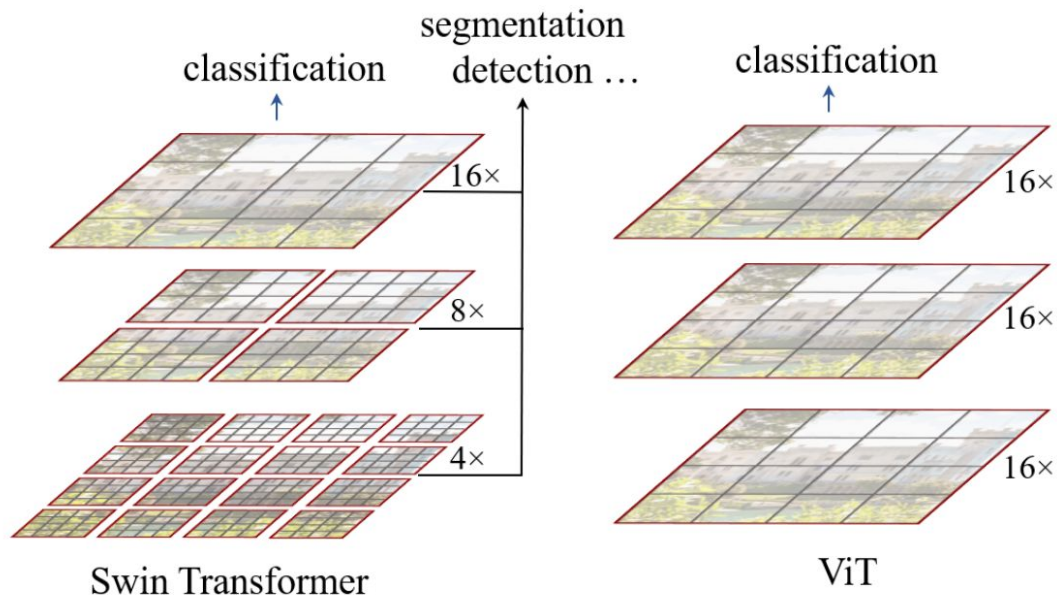 segmentation
classification
detection ...
classification
16×
16×
8×
16×
4×
16×
Swin Transformer
ViT